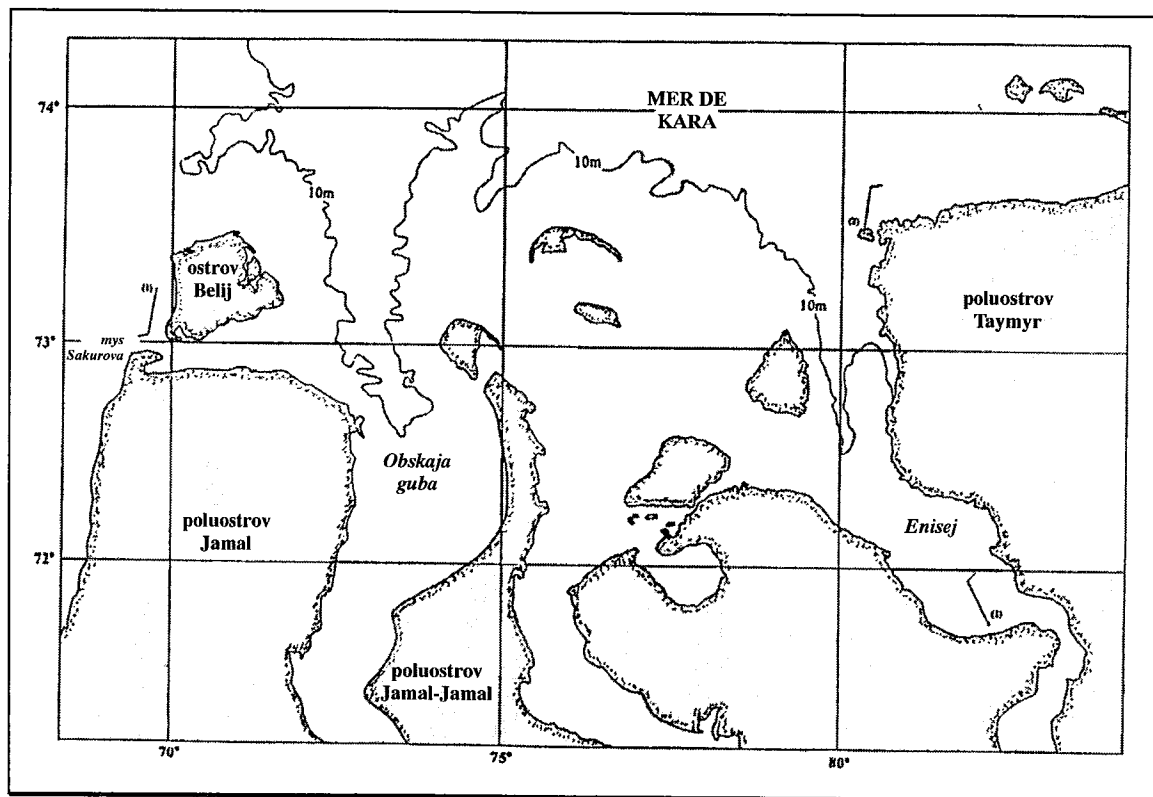 74°
MER DE
KARA
10m
10m
10m
ostrov
Belij
poluostrov
Taymyr
73°
mys
Sakurova
Obskaja
guba
poluostrov
Jamal
Enisej
71°
poluostrov
Jamal-Jamal
70°
75°
80°